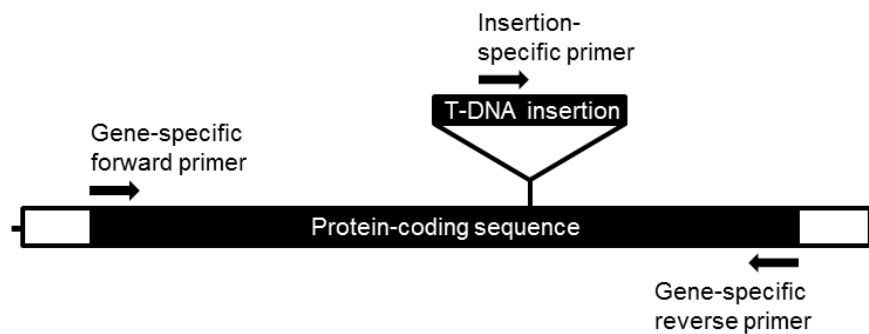 Insertion-
specific primer
T-DNA insertion
Gene-specific
forward primer
Protein-coding sequence
Gene-specific
reverse primer